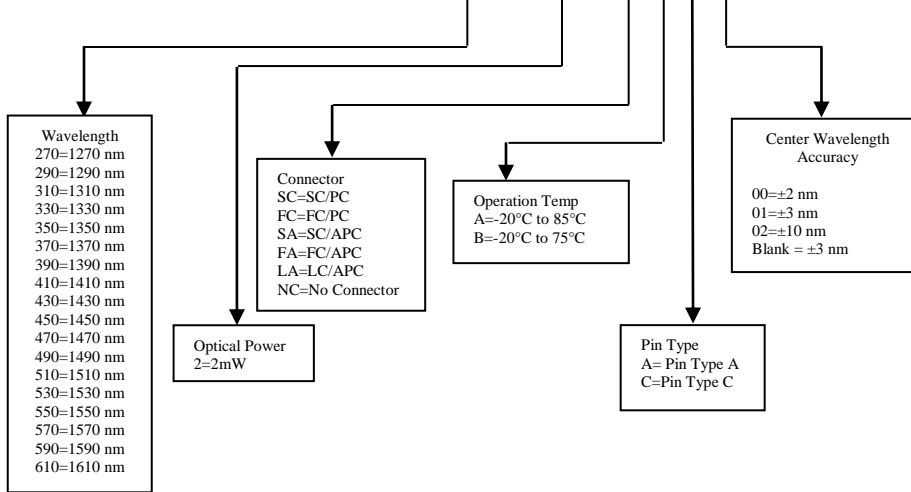 Wavelength
270=1270 nm
290=1290 nm
310=1310 nm
330=1330 nm
350=1350 nm
370=1370 nm
390=1390 nm
410=1410 nm
430=1430 nm
450=1450 nm
470=1470 nm
490=1490 nm
510=1510 nm
530=1530 nm
550=1550 nm
570=1570 nm
590=1590 nm
610=1610 nm
Optical Power
2=2mW
Connector
SC=SC/PC
FC=FC/PC
SA=SC/APC
FA=FC/APC
LA=LC/APC
NC=No Connector
Operation Temp
A=-20°C to 85°C
B=-20°C to 75°C
Pin Type
A= Pin Type A
C=Pin Type C
Center Wavelength
Accuracy
00=±2 nm
01=±3 nm
02=±10 nm
Blank = ±3 nm